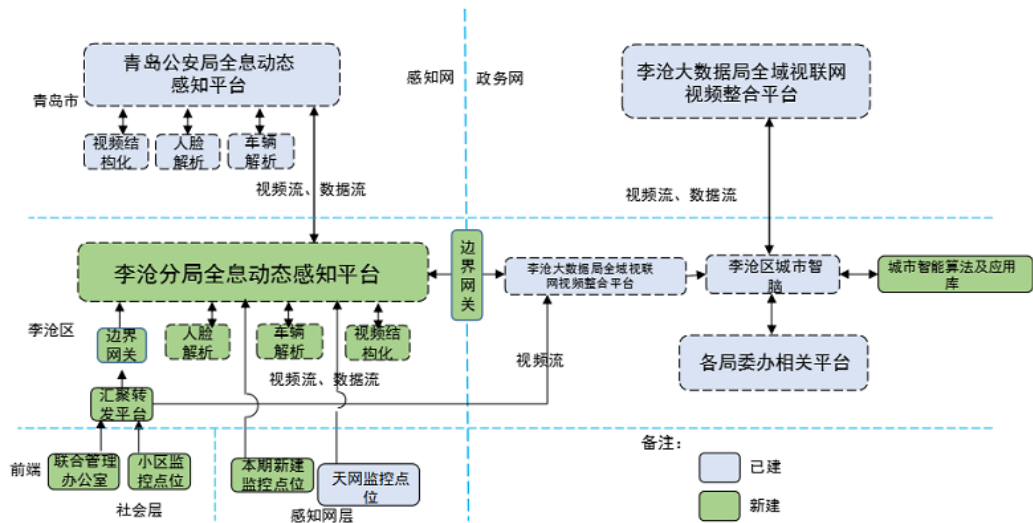 青岛公安局全息动态
感知平台
感知网
政务网
李沧大数据局全域视联网
视频整合平台
青岛市
视频结
构化
人脸
解析
车辆
解析
视频流、数据流
视频流、数据流
李沧分局全息动态感知平台
边
界
网
关
李沧大数据局全域视联
网视频整合平台
李沧区城市智
脑
城市智能算法及应用
库
李沧区
边界
网关
人脸
解析
车辆
解析
视频结
构化
视频流
视频流、数据流
各局委办相关平台
汇聚转
发平台
备注：
前端
联合管理
办公室
小区监
控点位
本期新建
监控点位
天网监控点
位
已建
新建
社会层
感知网层